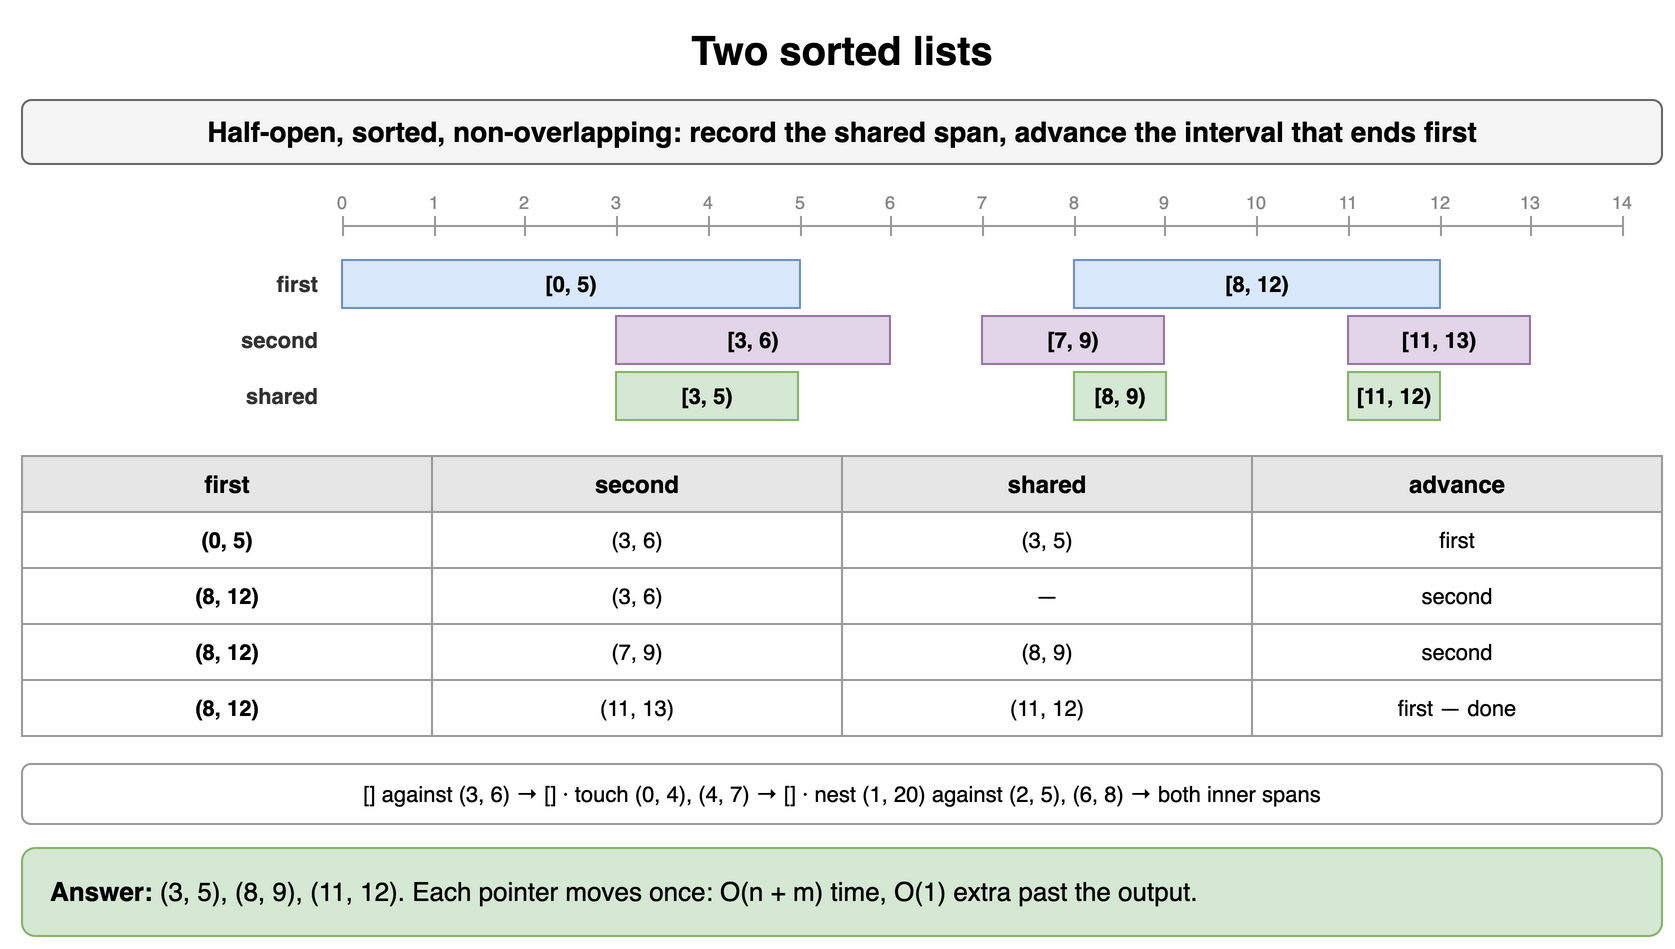 Two sorted lists
Half-open, sorted, non-overlapping: record the shared span, advance the interval that ends first
0 1 2 3 4 5 6 7 8 9 10 11 12 13 14
first [0, 5) [8, 12)
second [3, 6) [7, 9) [11, 13)
shared [3, 5) [8, 9) [11, 12)
first second shared advance
(0, 5) (3, 6) (3, 5) first
(8, 12) (3, 6) — second
(8, 12) (7, 9) (8, 9) second
(8, 12) (11, 13) (11, 12) first — done
[] against (3, 6) → [] · touch (0, 4), (4, 7) → [] · nest (1, 20) against (2, 5), (6, 8) → both inner spans
Answer: (3, 5), (8, 9), (11, 12). Each pointer moves once: O(n + m) time, O(1) extra past the output.